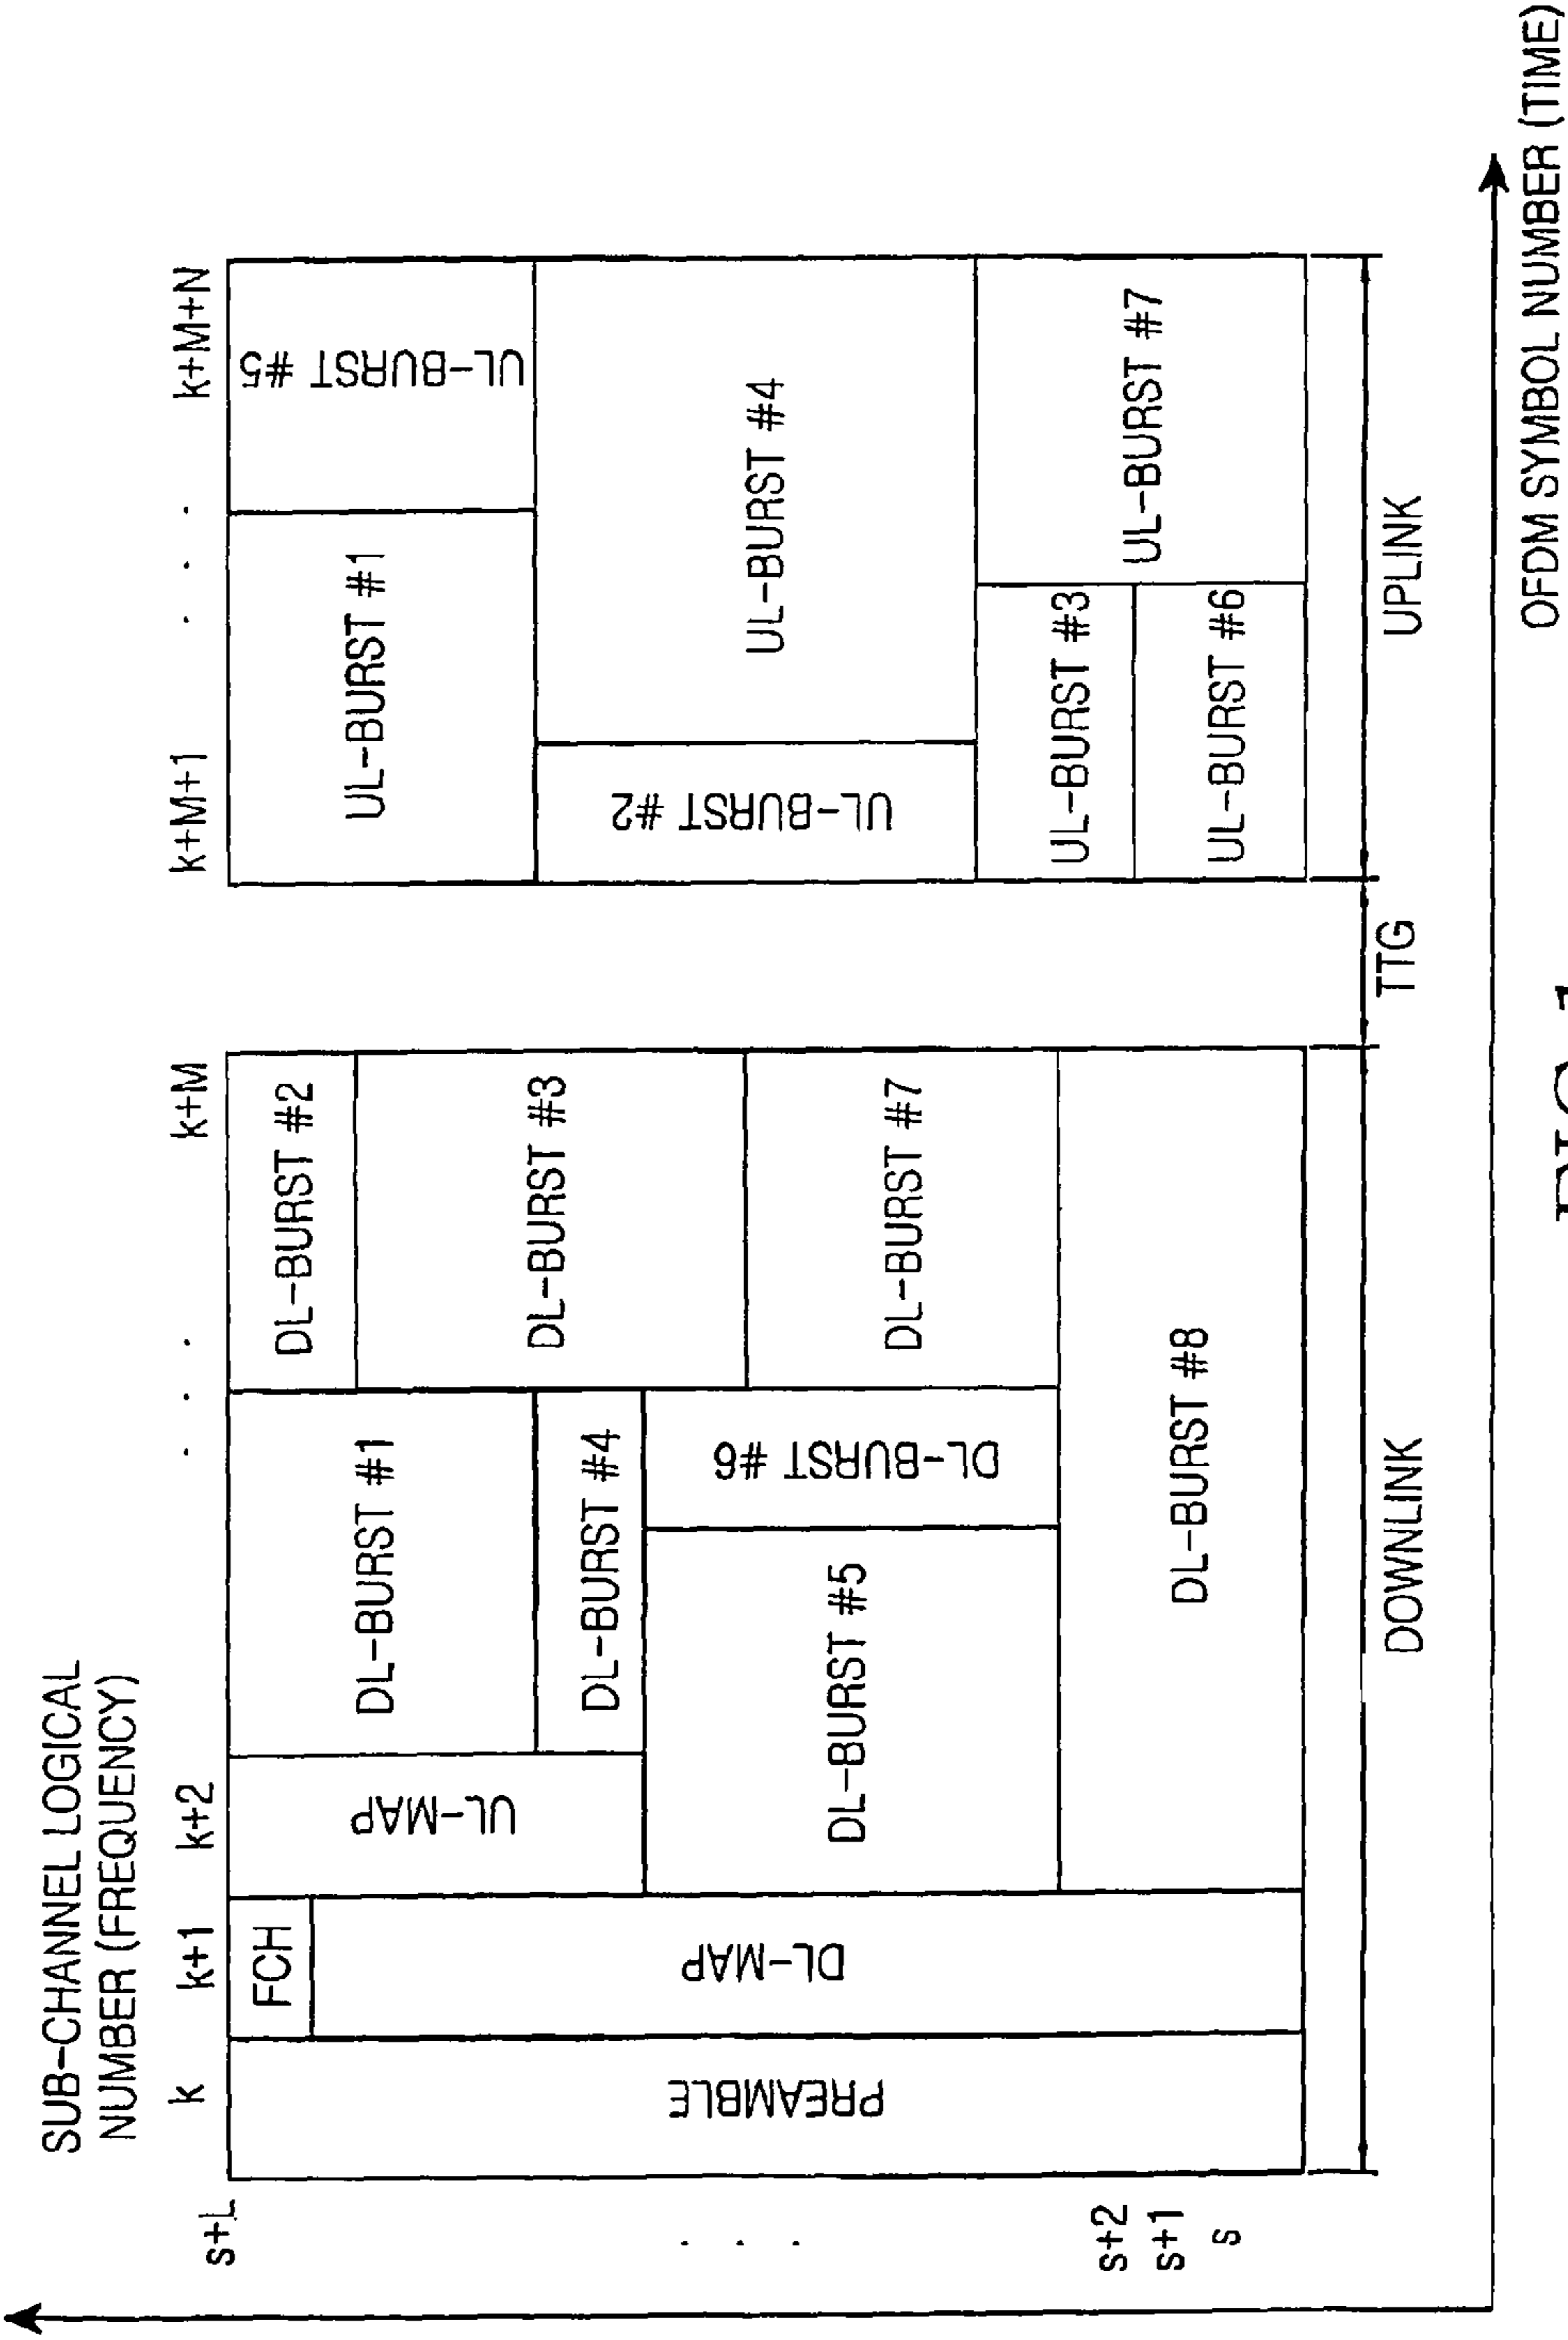 SUB-CHANNEL LOGICAL
NUMBER (FREQUENCY)
k
k+1
k+2
. .
k+M
k+M+1
. .
k+M+N
s+L
. . .
s+2
s+1
s
PREAMBLE
FCH
DL-MAP
UL-MAP
DL-BURST #1
DL-BURST #2
DL-BURST #3
DL-BURST #4
DL-BURST #5
DL-BURST #6
DL-BURST #7
DL-BURST #8
UL-BURST #1
UL-BURST #5
UL-BURST #2
UL-BURST #4
UL-BURST #3
UL-BURST #7
UL-BURST #6
DOWNLINK
TTG
UPLINK
OFDM SYMBOL NUMBER (TIME)